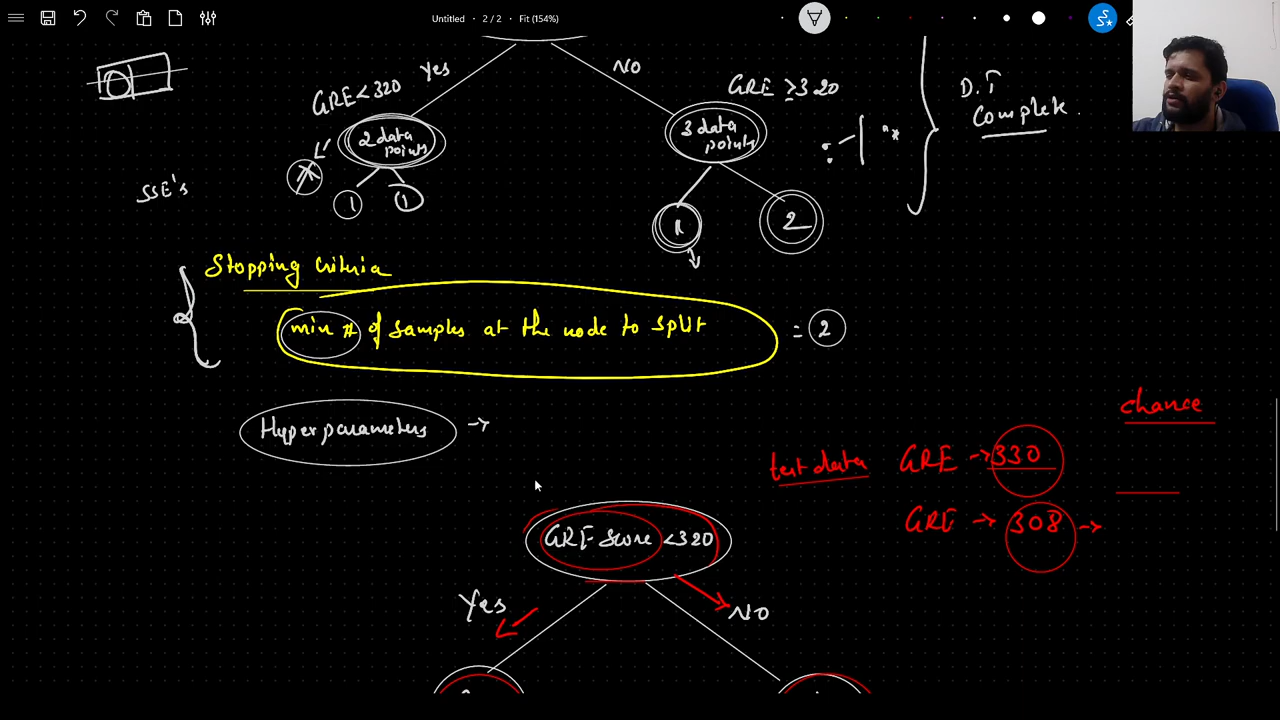 Untitled • 2 / 2 • Fit (154%)
Yes
NO
GRE < 320
GRE ≥ 320
D.T
Complete.
2 data
points
3 data
points
SSE's
1
1
1
2
Stopping Criteria
min # of samples at the node to split = 2
Hyperparameters →
chance
test data GRE → 330
GRE → 308 →
GRE Score < 320
Yes
NO